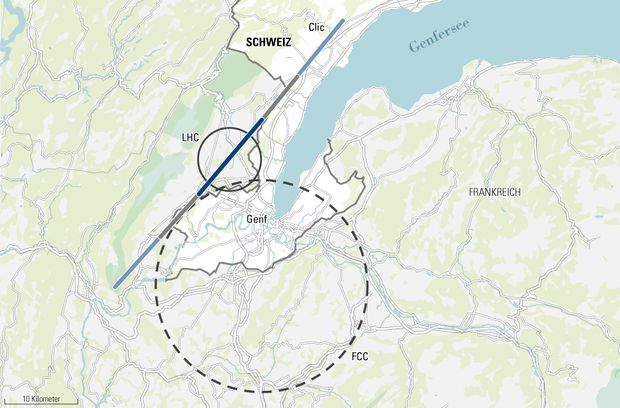 Clic
SCHWEIZ
Genfersee
LHC
FRANKREICH
Genf
FCC
10 Kilometer